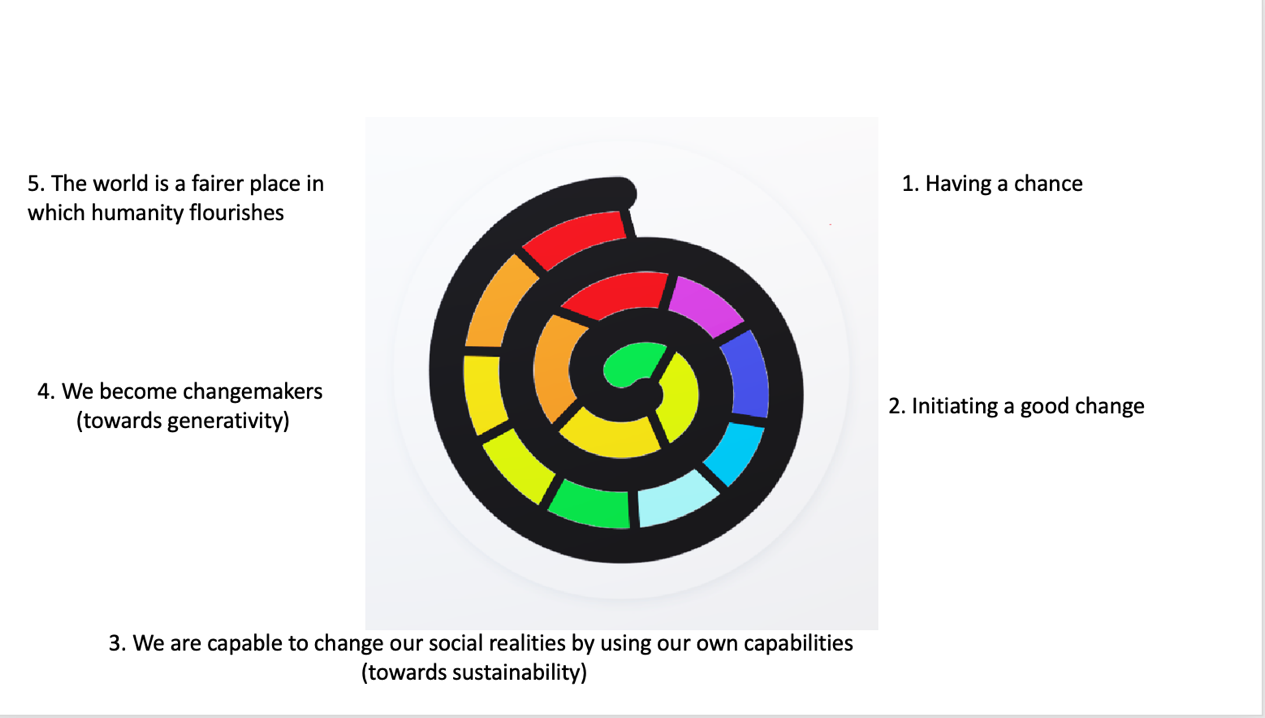 5. The world is a fairer place in
which humanity flourishes
1. Having a chance
4. We become changemakers
(towards generativity)
2. Initiating a good change
3. We are capable to change our social realities by using our own capabilities
(towards sustainability)